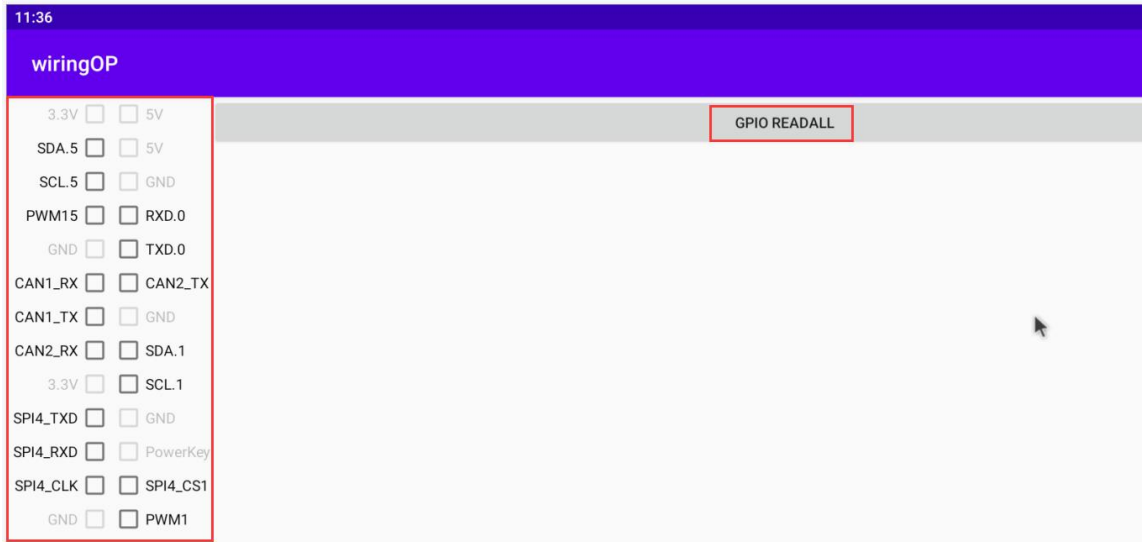 11:36
wiringOP
3.3V 5V
GPIO READALL
SDA.5 5V
SCL.5 GND
PWM15 RXD.0
GND TXD.0
CAN1_RX CAN2_TX
CAN1_TX GND
CAN2_RX SDA.1
3.3V SCL.1
SPI4_TXD GND
SPI4_RXD PowerKey
SPI4_CLK SPI4_CS1
GND PWM1